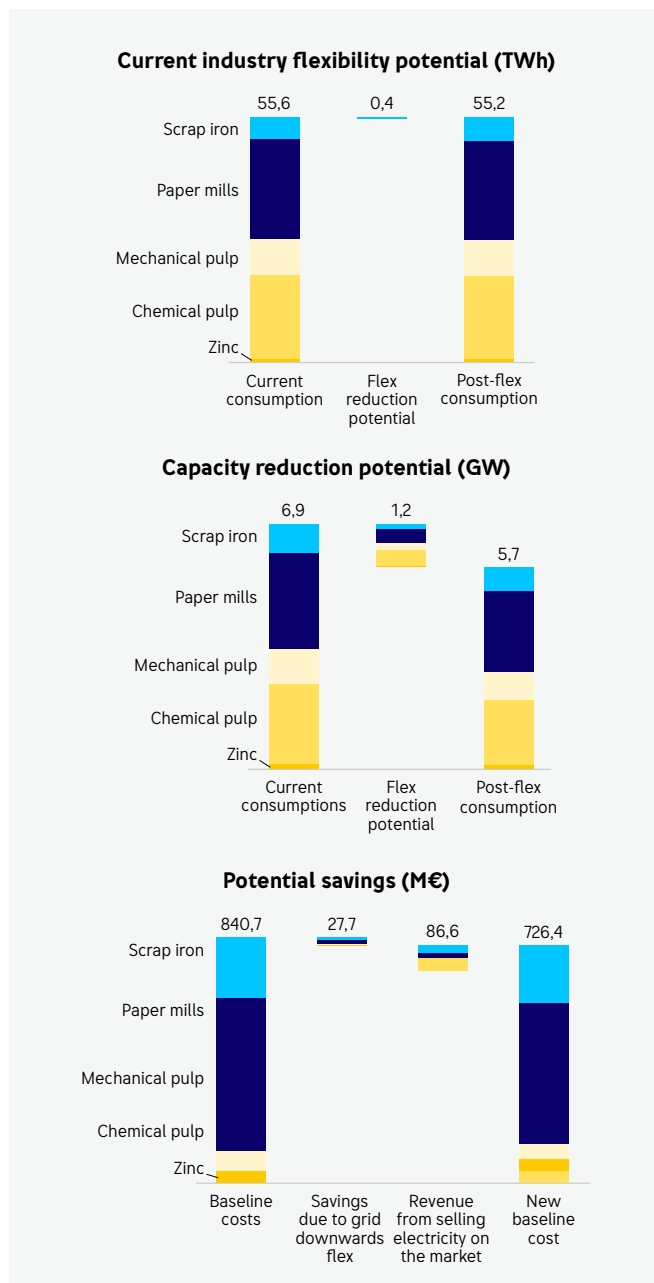 Current industry flexibility potential (TWh)
55,6
0,4
55,2
Scrap iron
Paper mills
Mechanical pulp
Chemical pulp
Zinc
Current
consumption
Flex
reduction
potential
Post-flex
consumption
Capacity reduction potential (GW)
6,9
1,2
5,7
Scrap iron
Paper mills
Mechanical pulp
Chemical pulp
Zinc
Current
consumptions
Flex
reduction
potential
Post-flex
consumption
Potential savings (M€)
840,7
27,7
86,6
726,4
Scrap iron
Paper mills
Mechanical pulp
Chemical pulp
Zinc
Baseline
costs
Savings
due to grid
downwards
flex
Revenue
from selling
electricity on
the market
New
baseline
cost